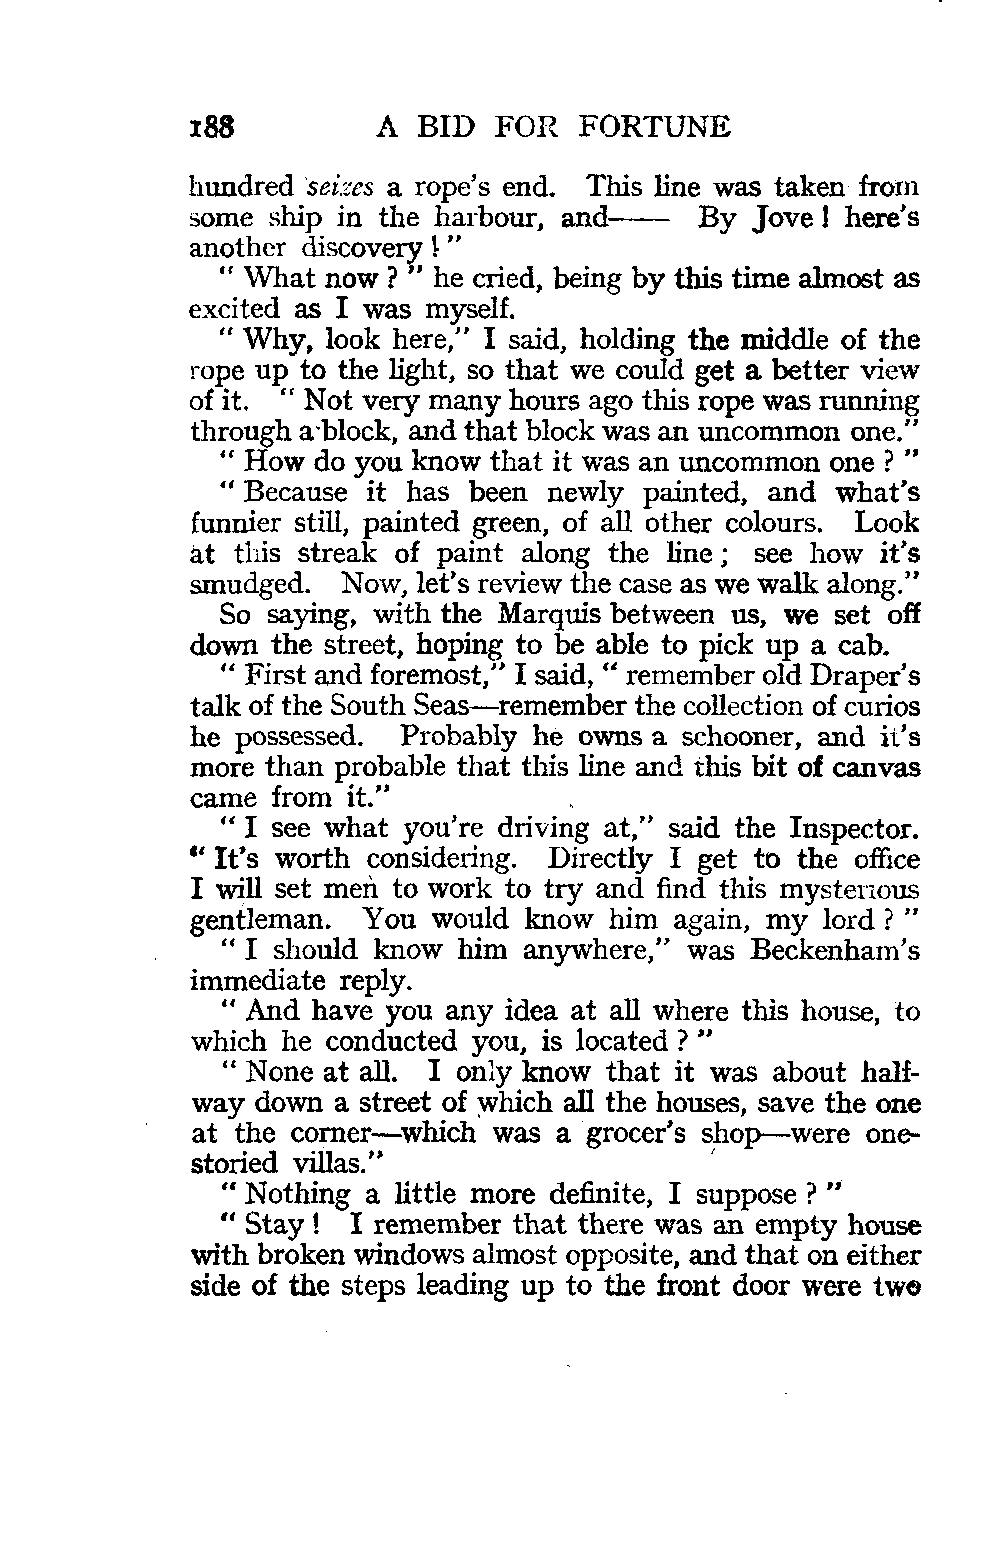 188 A BID FOR FORTUNE
hundred seizes a rope's end. This line was taken from
some ship in the harbour, and—— By Jove! here's
another discovery!"
"What now?" he cried, being by this time almost as
excited as I was myself.
"Why, look here," I said, holding the middle of the
rope up to the light, so that we could get a better view
of it. "Not very many hours ago this rope was running
through a block, and that block was an uncommon one."
"How do you know that it was an uncommon one?"
"Because it has been newly painted, and what's
funnier still, painted green, of all other colours. Look
at this streak of paint along the line; see how it's
smudged. Now, let's review the case as we walk along."
So saying, with the Marquis between us, we set off
down the street, hoping to be able to pick up a cab.
"First and foremost," I said, "remember old Draper's
talk of the South Seas—remember the collection of curios
he possessed. Probably he owns a schooner, and it's
more than probable that this line and this bit of canvas
came from it."
"I see what you're driving at," said the Inspector.
"It's worth considering. Directly I get to the office
I will set men to work to try and find this mysterious
gentleman. You would know him again, my lord?"
"I should know him anywhere," was Beckenham's
immediate reply.
"And have you any idea at all where this house, to
which he conducted you, is located?"
"None at all. I only know that it was about half-
way down a street of which all the houses, save the one
at the corner—which was a grocer's shop—were one-
storied villas."
"Nothing a little more definite, I suppose?"
"Stay! I remember that there was an empty house
with broken windows almost opposite, and that on either
side of the steps leading up to the front door were two